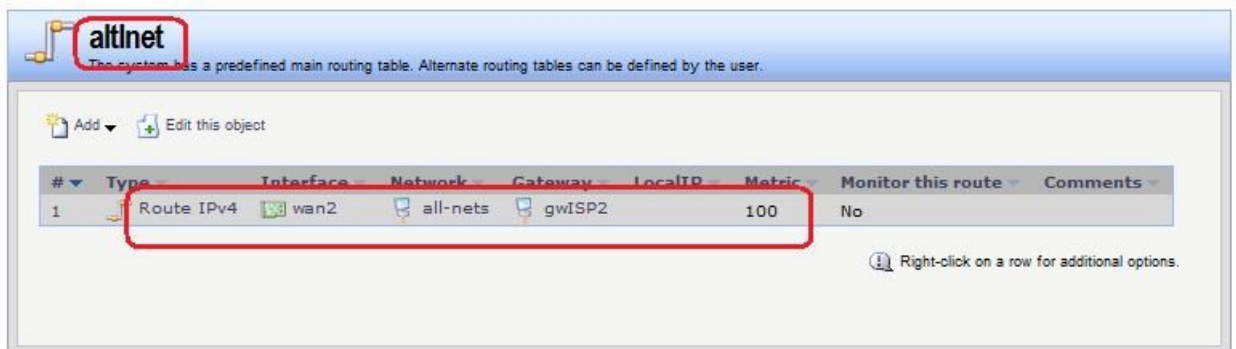 altInet
The system has a predefined main routing table. Alternate routing tables can be defined by the user.
Add Edit this object
# Type Interface Network Gateway LocalIP Metric Monitor this route Comments
1 Route IPv4 wan2 all-nets gwISP2 100 No
Right-click on a row for additional options.